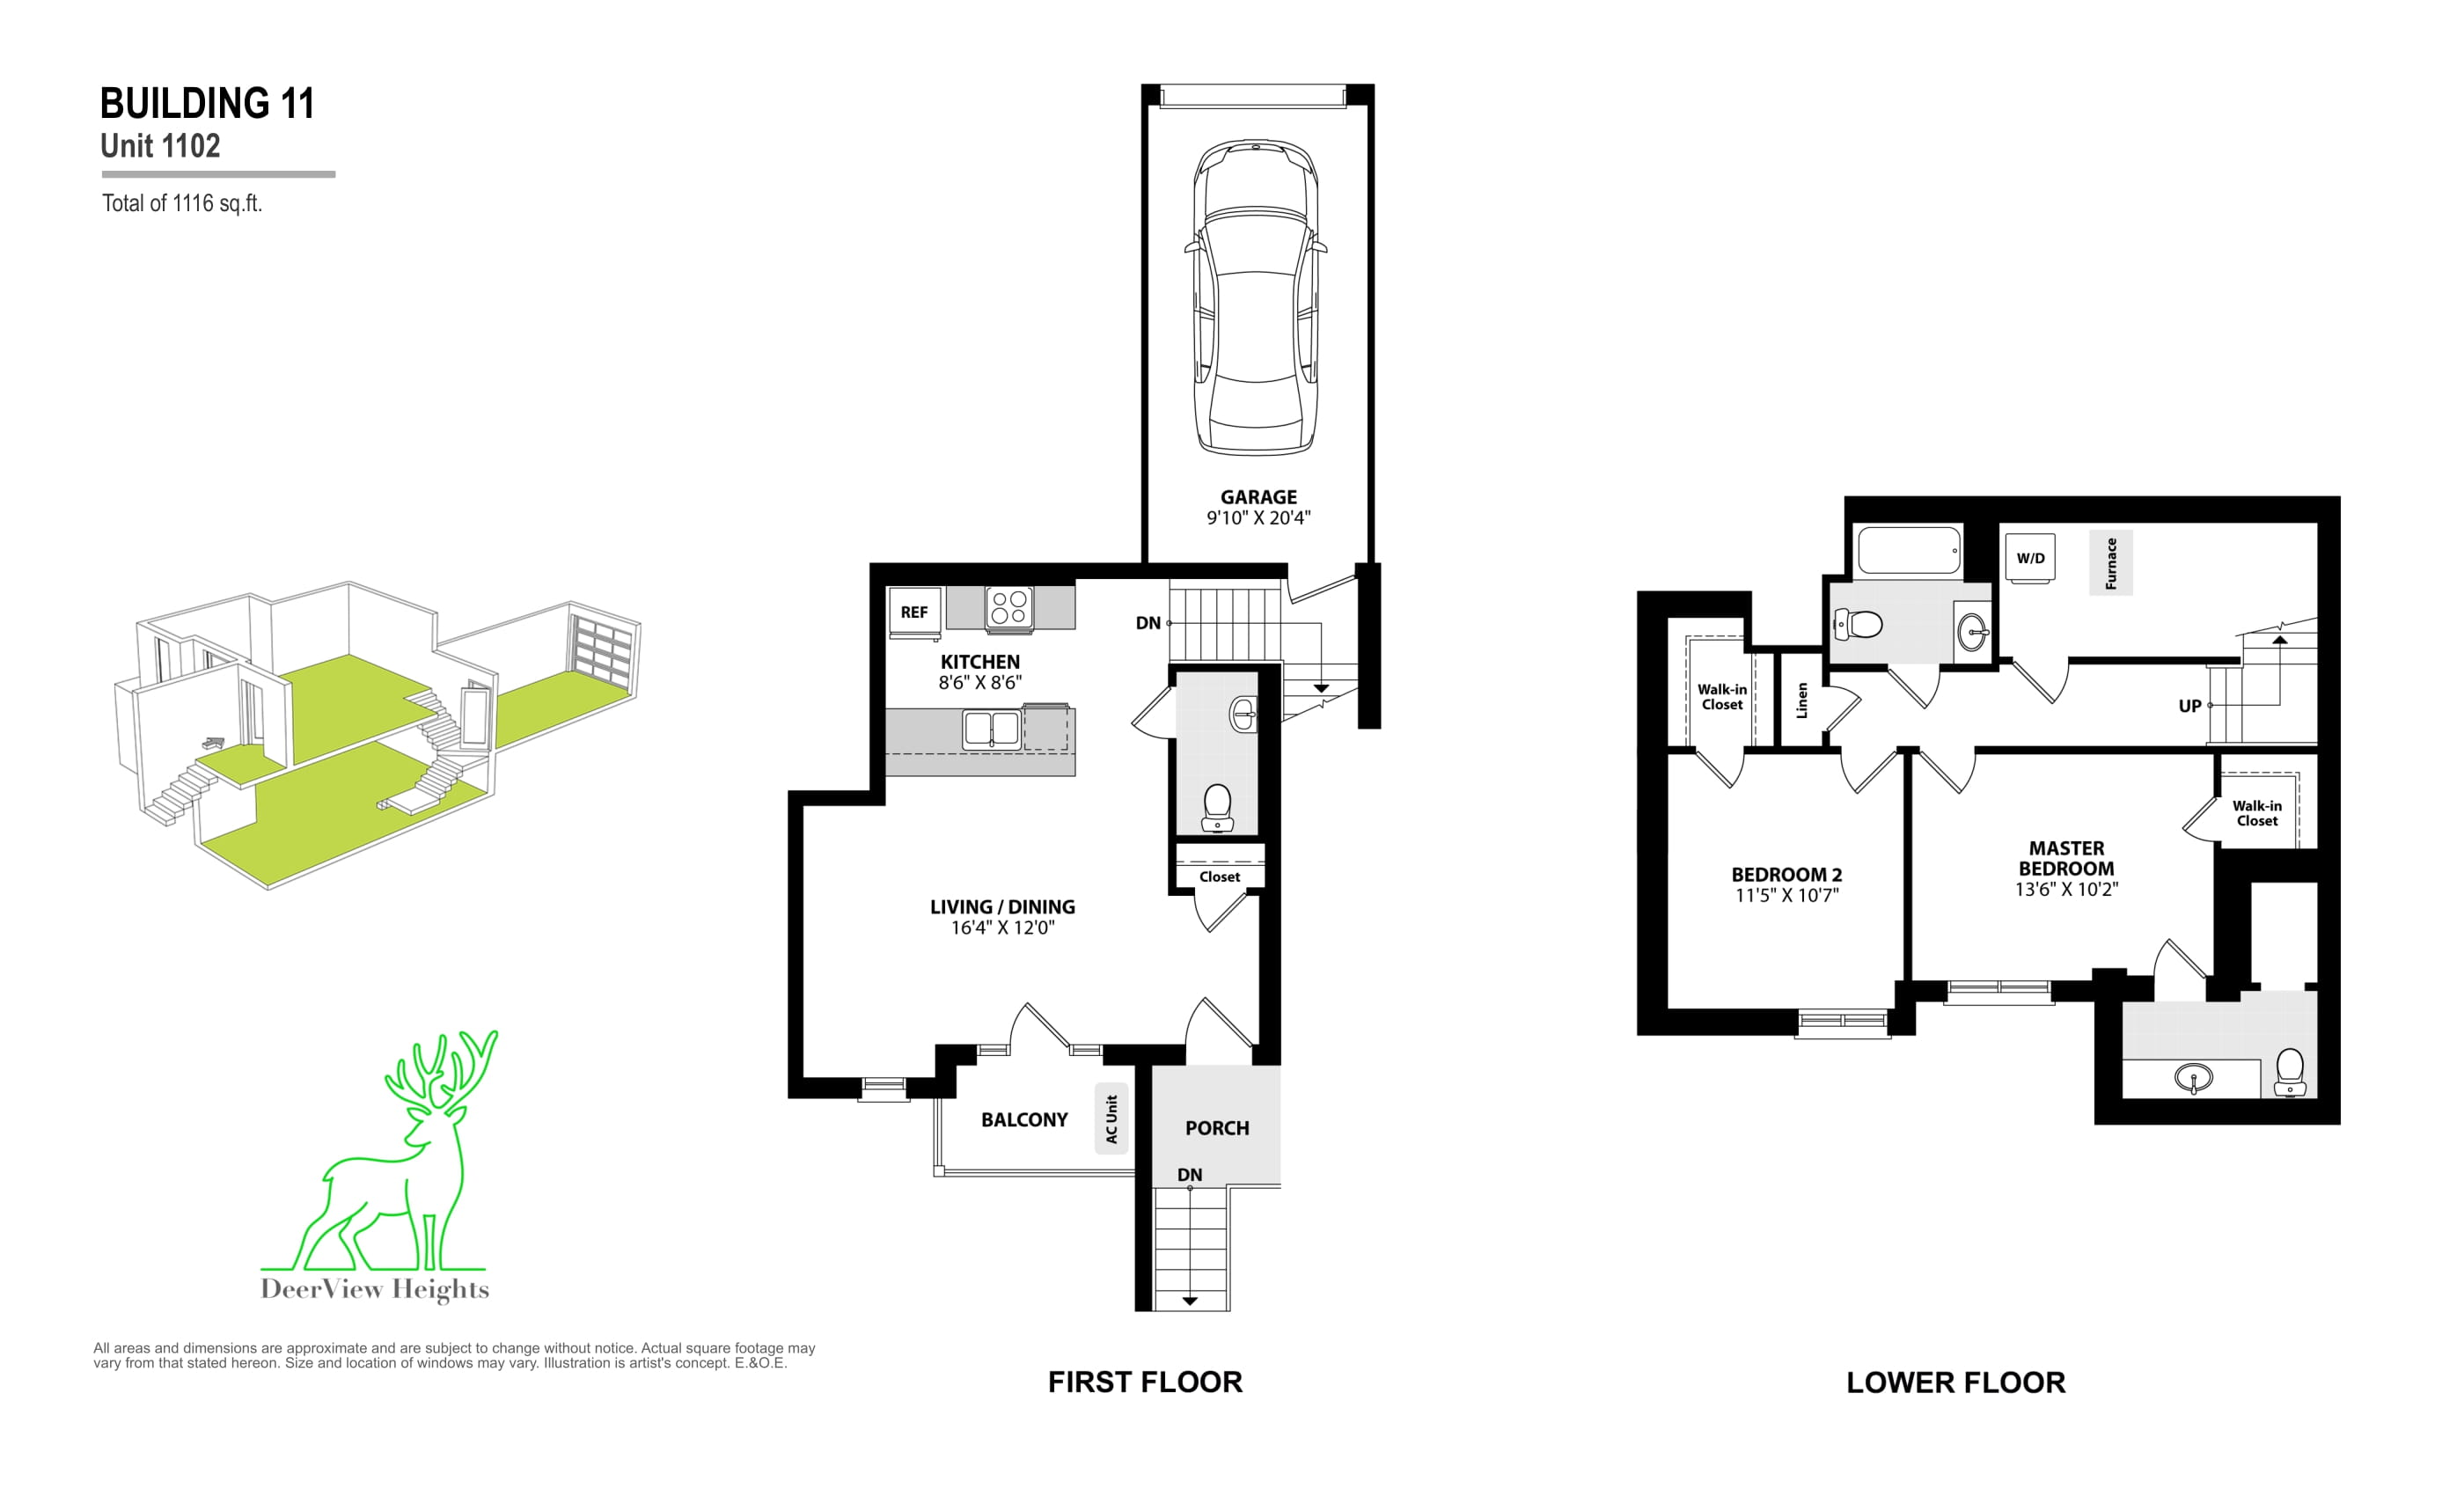 BUILDING 11
Unit 1102
Total of 1116 sq.ft.
GARAGE
9'10" X 20'4"
REF
DN
KITCHEN
8'6" X 8'6"
Closet
LIVING / DINING
16'4" X 12'0"
BALCONY
AC Unit
PORCH
DN
FIRST FLOOR
W/D
Furnace
Walk-in
Closet
Linen
UP
Walk-in
Closet
BEDROOM 2
11'5" X 10'7"
MASTER
BEDROOM
13'6" X 10'2"
LOWER FLOOR
DeerView Heights
All areas and dimensions are approximate and are subject to change without notice. Actual square footage may
vary from that stated hereon. Size and location of windows may vary. Illustration is artist's concept. E.&O.E.